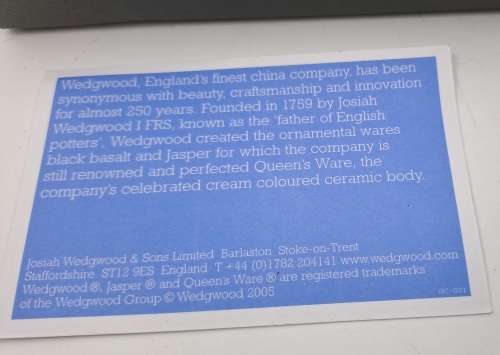 Wedgwood, England's finest china company, has been
synonymous with beauty, craftsmanship and innovation
for almost 250 years. Founded in 1759 by Josiah
Wedgwood I FRS, known as the 'father of English
potters', Wedgwood created the ornamental wares
black basalt and Jasper for which the company is
still renowned and perfected Queen's Ware, the
company's celebrated cream coloured ceramic body.
Josiah Wedgwood & Sons Limited Barlaston Stoke-on-Trent
Staffordshire ST12 9ES England T +44 (0)1782 204141 www.wedgwood.com
Wedgwood ®, Jasper ® and Queen's Ware ® are registered trademarks
of the Wedgwood Group © Wedgwood 2005